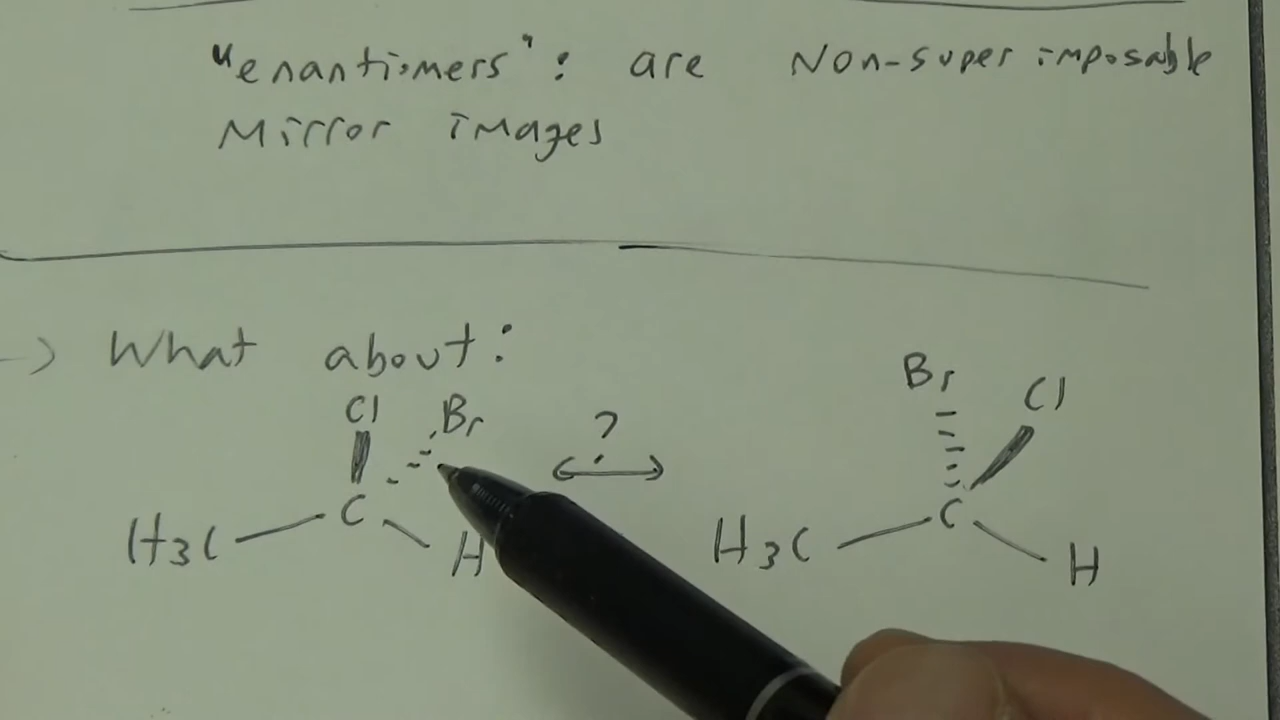 "enantiomers": are Non-superimposable
Mirror images
-> What about:
Cl Br ? Br Cl
H3C C H H3C C H